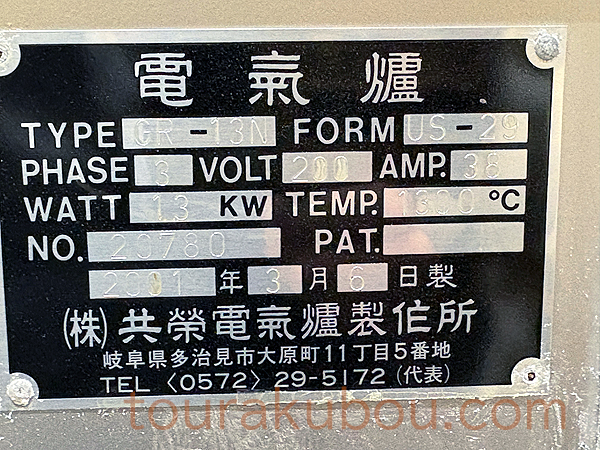 電氣爐
TYPE GR-13N FORM US-29
PHASE 3 VOLT 200 AMP. 38
WATT 13 KW TEMP. 1300 °C
NO. 20780 PAT.
2001 年 3 月 6 日製
(株)共榮電氣爐製作所
岐阜県多治見市大原町11丁目5番地
TEL〈0572〉29-5172(代表)
tourakubou.com